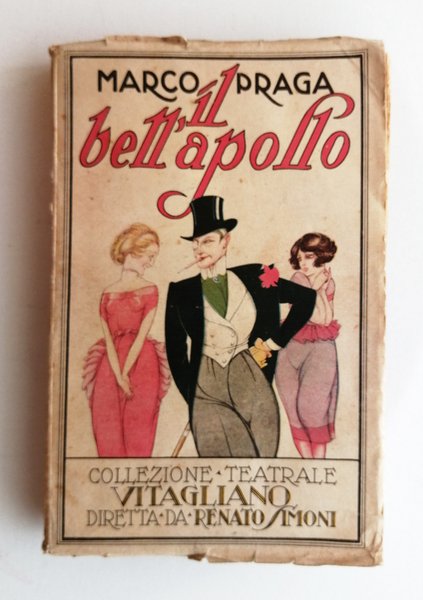 MARCO PRAGA
il
bell'apollo
COLLEZIONE · TEATRALE
VITAGLIANO
DIRETTA · DA · RENATO SIMONI